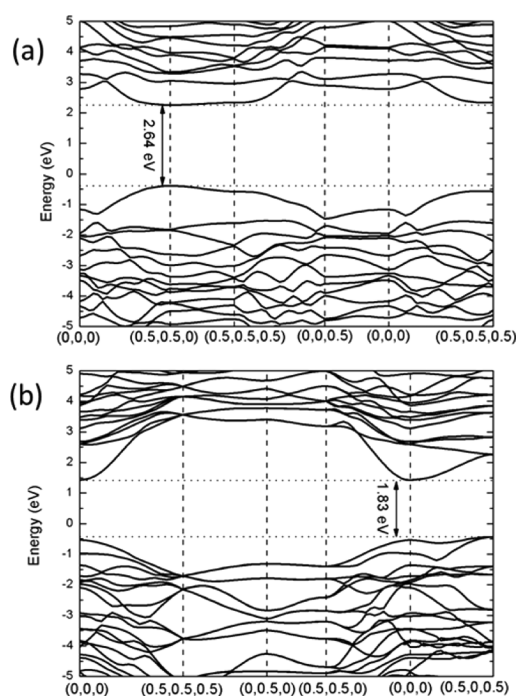 (a)
5
4
3
2
1
0
-1
-2
-3
-4
-5
Energy (eV)
2.64 eV
(0,0,0) (0.5,0.5,0) (0.5,0.5,0.5) (0,0,0.5) (0,0,0) (0.5,0.5,0.5)
(b)
5
4
3
2
1
0
-1
-2
-3
-4
-5
Energy (eV)
1.83 eV
(0,0,0) (0.5,0.5,0.5) (0,0.5,0) (0.5,0.5,0.5) (0,0,0) (0,0,0.5)